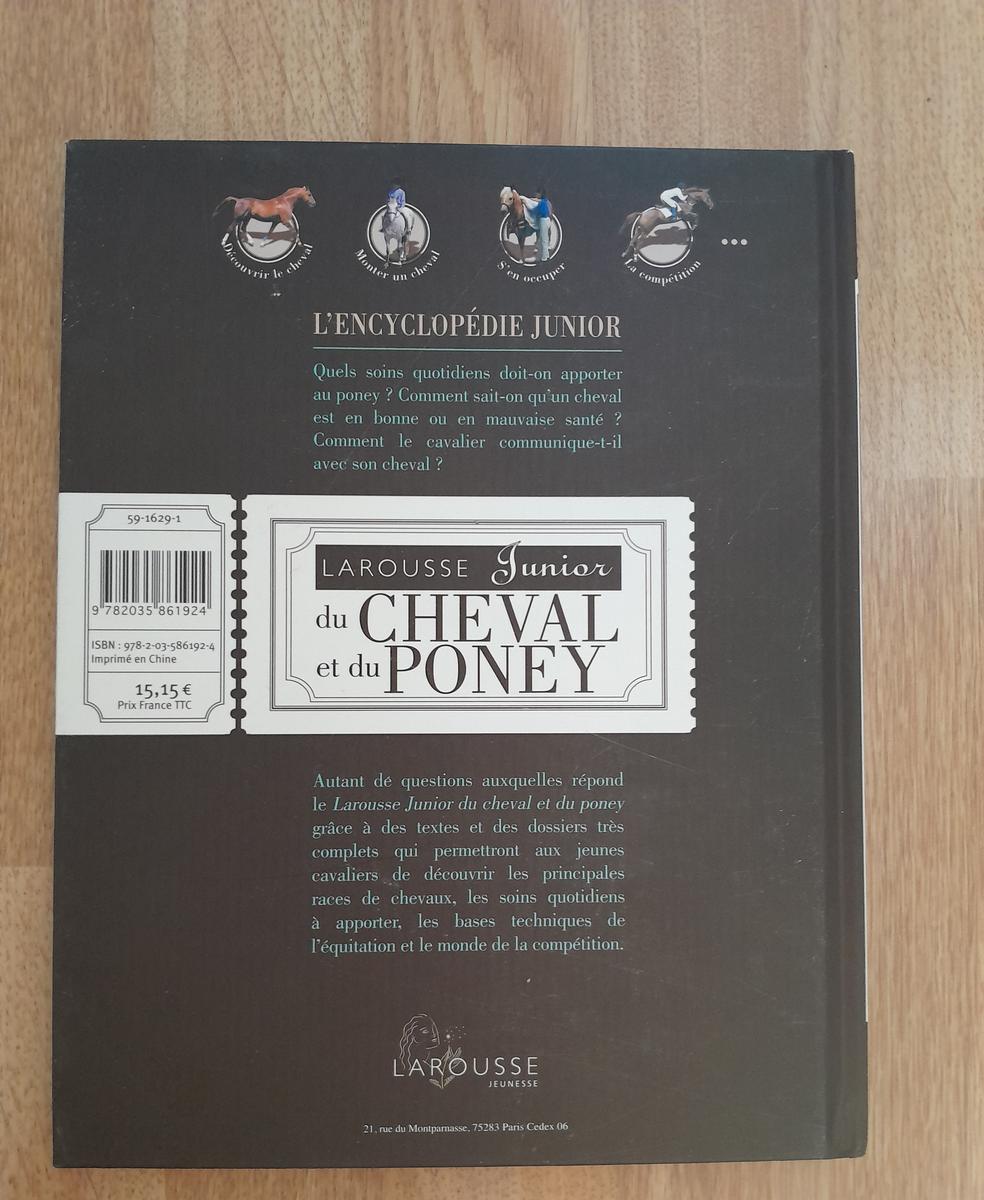 Découvrir le cheval
Monter un cheval
S'en occuper
La compétition
...
L'ENCYCLOPÉDIE JUNIOR
Quels soins quotidiens doit-on apporter
au poney ? Comment sait-on qu'un cheval
est en bonne ou en mauvaise santé ?
Comment le cavalier communique-t-il
avec son cheval ?
59-1629-1
9 782035 861924
ISBN : 978-2-03-586192-4
Imprimé en Chine
15,15 €
Prix France TTC
LAROUSSE Junior
du CHEVAL
et du PONEY
Autant de questions auxquelles répond
le Larousse Junior du cheval et du poney
grâce à des textes et des dossiers très
complets qui permettront aux jeunes
cavaliers de découvrir les principales
races de chevaux, les soins quotidiens
à apporter, les bases techniques de
l'équitation et le monde de la compétition.
LAROUSSE
JEUNESSE
21, rue du Montparnasse, 75283 Paris Cedex 06